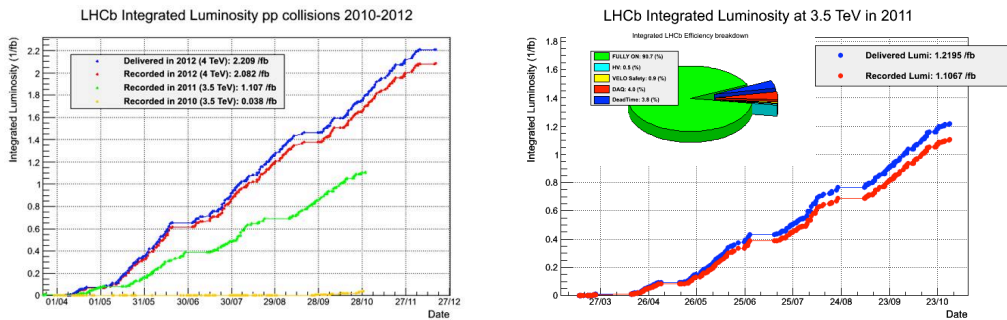 LHCb Integrated Luminosity pp collisions 2010-2012
Integrated Luminosity (1/fb)
2.2
2
1.8
1.6
1.4
1.2
1
0.8
0.6
0.4
0.2
0
Delivered in 2012 (4 TeV): 2.209 /fb
Recorded in 2012 (4 TeV): 2.082 /fb
Recorded in 2011 (3.5 TeV): 1.107 /fb
Recorded in 2010 (3.5 TeV): 0.038 /fb
01/04 01/05 31/05 30/06 30/07 29/08 28/09 28/10 27/11 27/12
Date
LHCb Integrated Luminosity at 3.5 TeV in 2011
Integrated LHCb Efficiency breakdown
Integrated Luminosity (1/fb)
1.8
1.6
1.4
1.2
1
0.8
0.6
0.4
0.2
0
FULLY ON: 90.7 (%)
HV: 0.5 (%)
VELO Safety: 0.9 (%)
DAQ: 4.0 (%)
DeadTime: 3.8 (%)
Delivered Lumi: 1.2195 /fb
Recorded Lumi: 1.1067 /fb
27/03 26/04 26/05 25/06 25/07 24/08 23/09 23/10
Date